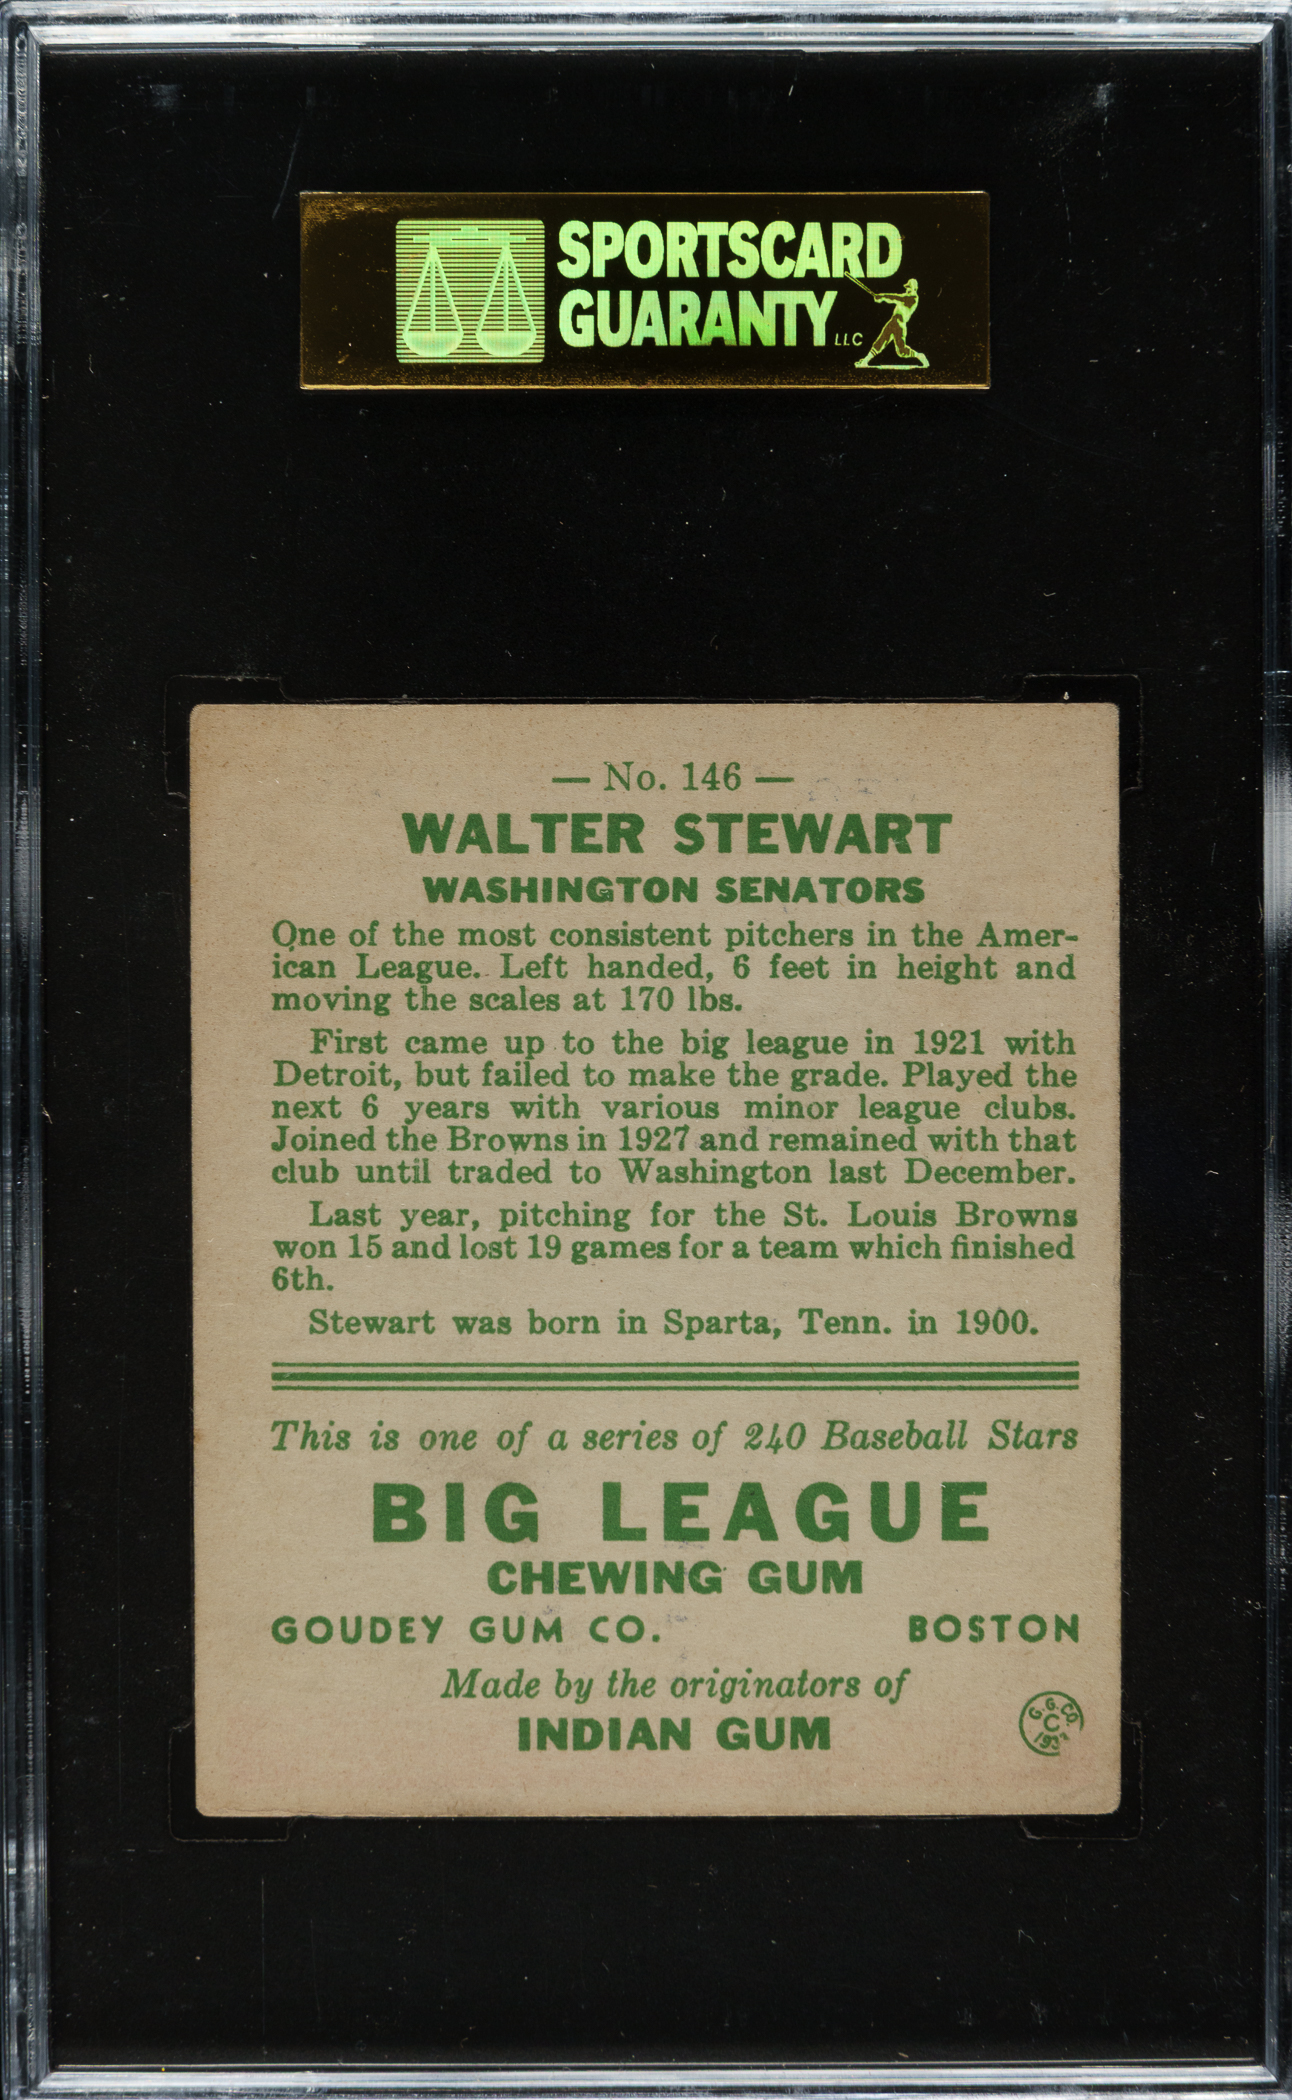 SPORTSCARD
GUARANTY LLC
— No. 146 —
WALTER STEWART
WASHINGTON SENATORS
One of the most consistent pitchers in the Amer-
ican League. Left handed, 6 feet in height and
moving the scales at 170 lbs.
First came up to the big league in 1921 with
Detroit, but failed to make the grade. Played the
next 6 years with various minor league clubs.
Joined the Browns in 1927 and remained with that
club until traded to Washington last December.
Last year, pitching for the St. Louis Browns
won 15 and lost 19 games for a team which finished
6th.
Stewart was born in Sparta, Tenn. in 1900.
This is one of a series of 240 Baseball Stars
BIG LEAGUE
CHEWING GUM
GOUDEY GUM CO. BOSTON
Made by the originators of
INDIAN GUM
G.G.CO.
C